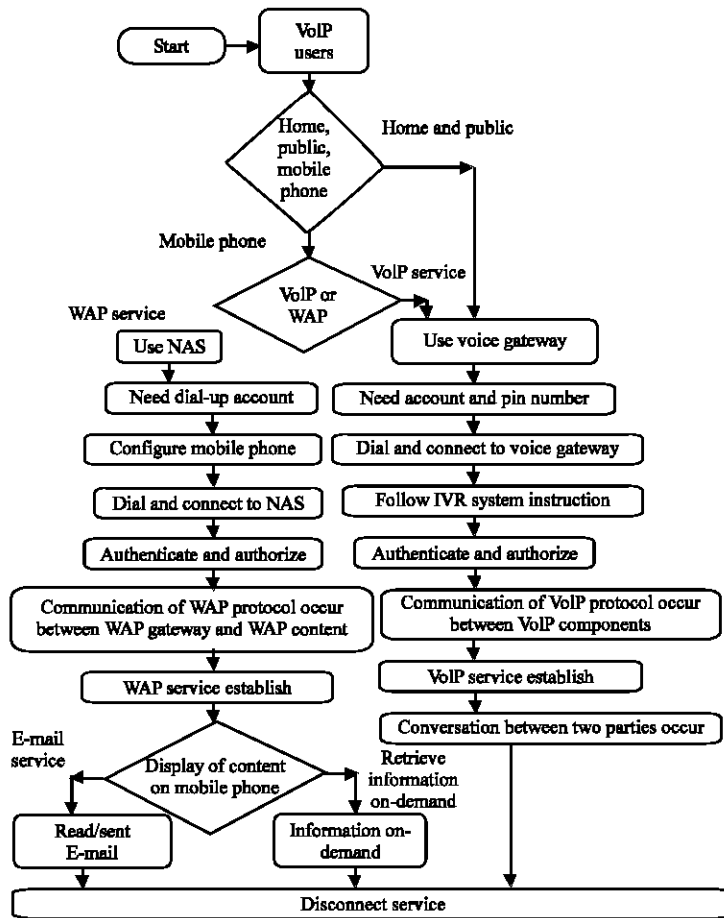 Start
VoIP
users
Home,
public,
mobile
phone
Home and public
Mobile phone
VoIP or
WAP
VoIP service
WAP service
Use NAS
Need dial-up account
Configure mobile phone
Dial and connect to NAS
Authenticate and authorize
Communication of WAP protocol occur
between WAP gateway and WAP content
WAP service establish
Use voice gateway
Need account and pin number
Dial and connect to voice gateway
Follow IVR system instruction
Authenticate and authorize
Communication of VoIP protocol occur
between VoIP components
VoIP service establish
Conversation between two parties occur
E-mail
service
Display of content
on mobile phone
Retrieve
information
on-demand
Read/sent
E-mail
Information on-
demand
Disconnect service